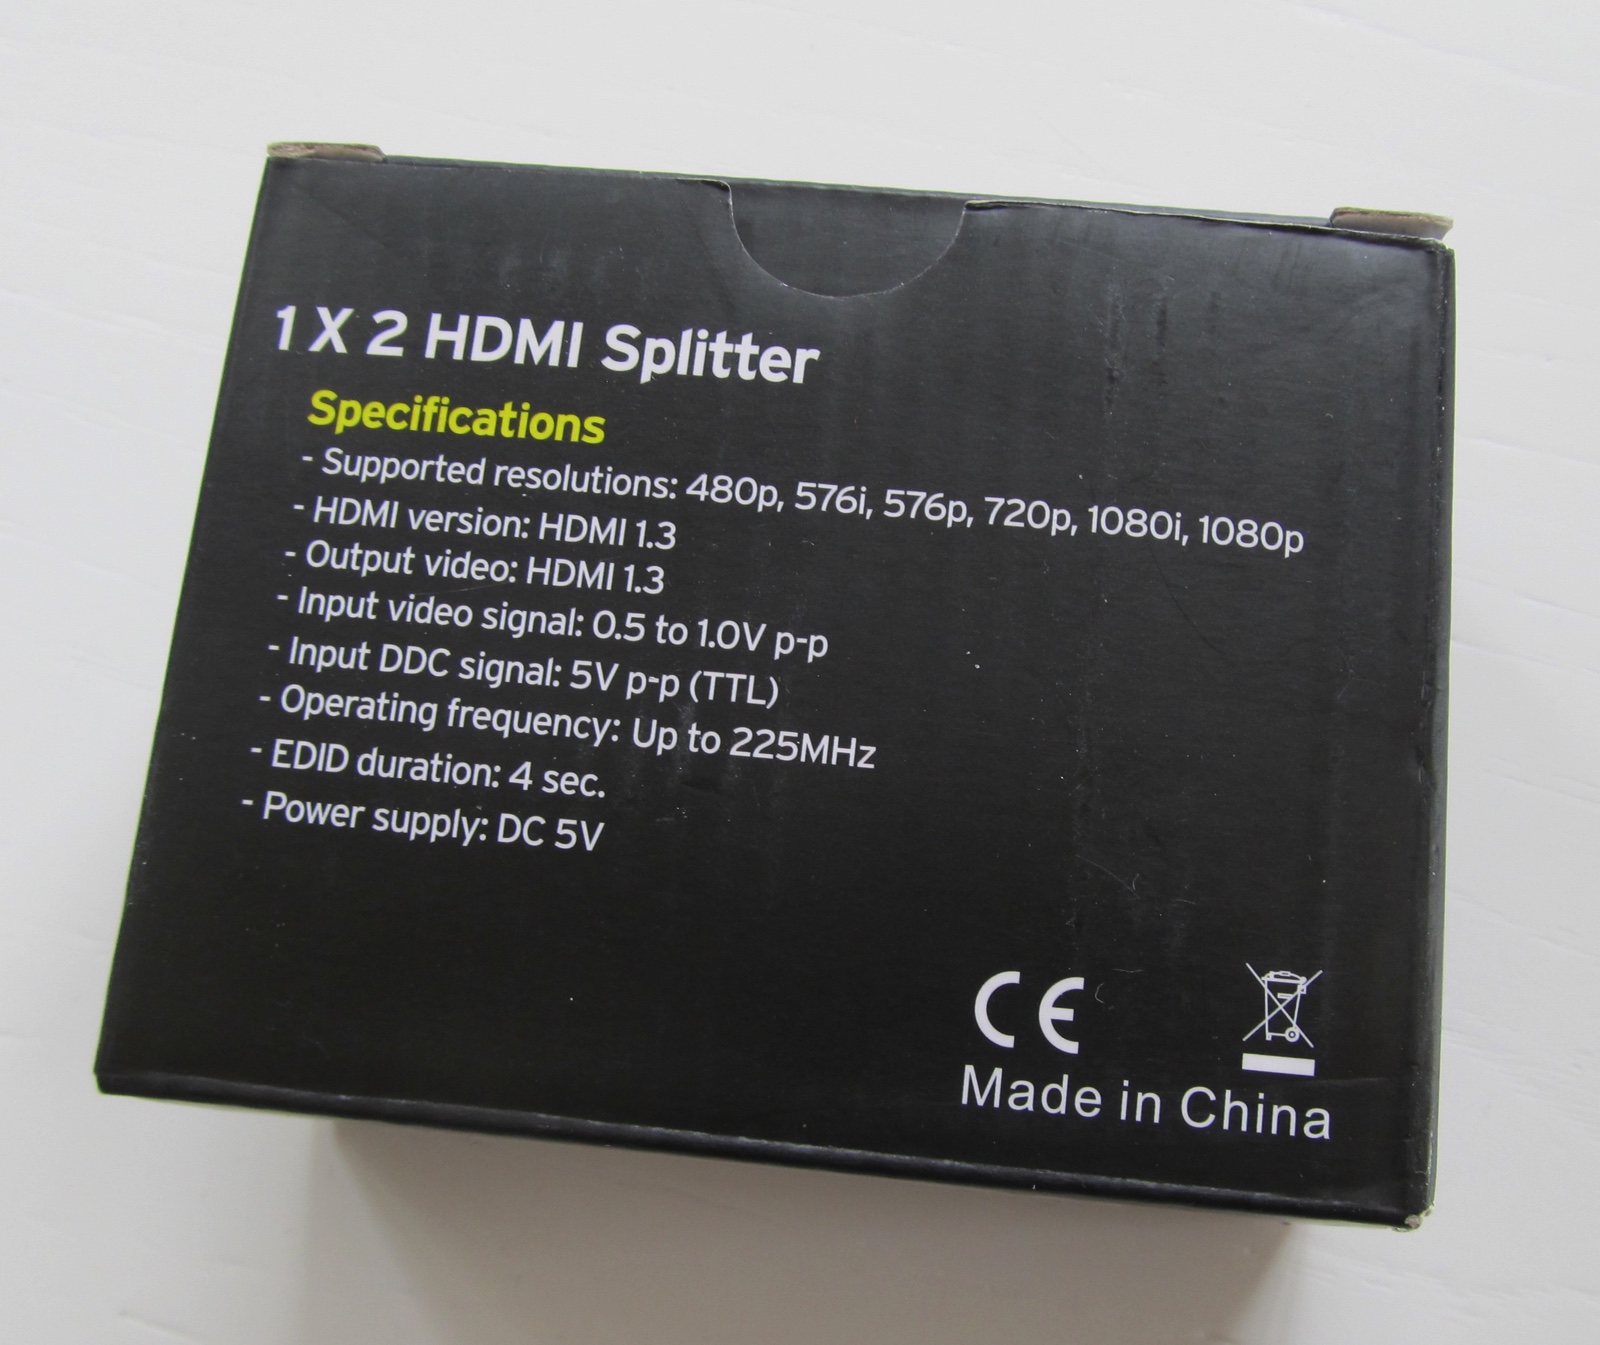 1 X 2 HDMI Splitter
Specifications
- Supported resolutions: 480p, 576i, 576p, 720p, 1080i, 1080p
- HDMI version: HDMI 1.3
- Output video: HDMI 1.3
- Input video signal: 0.5 to 1.0V p-p
- Input DDC signal: 5V p-p (TTL)
- Operating frequency: Up to 225MHz
- EDID duration: 4 sec.
- Power supply: DC 5V
CE
Made in China